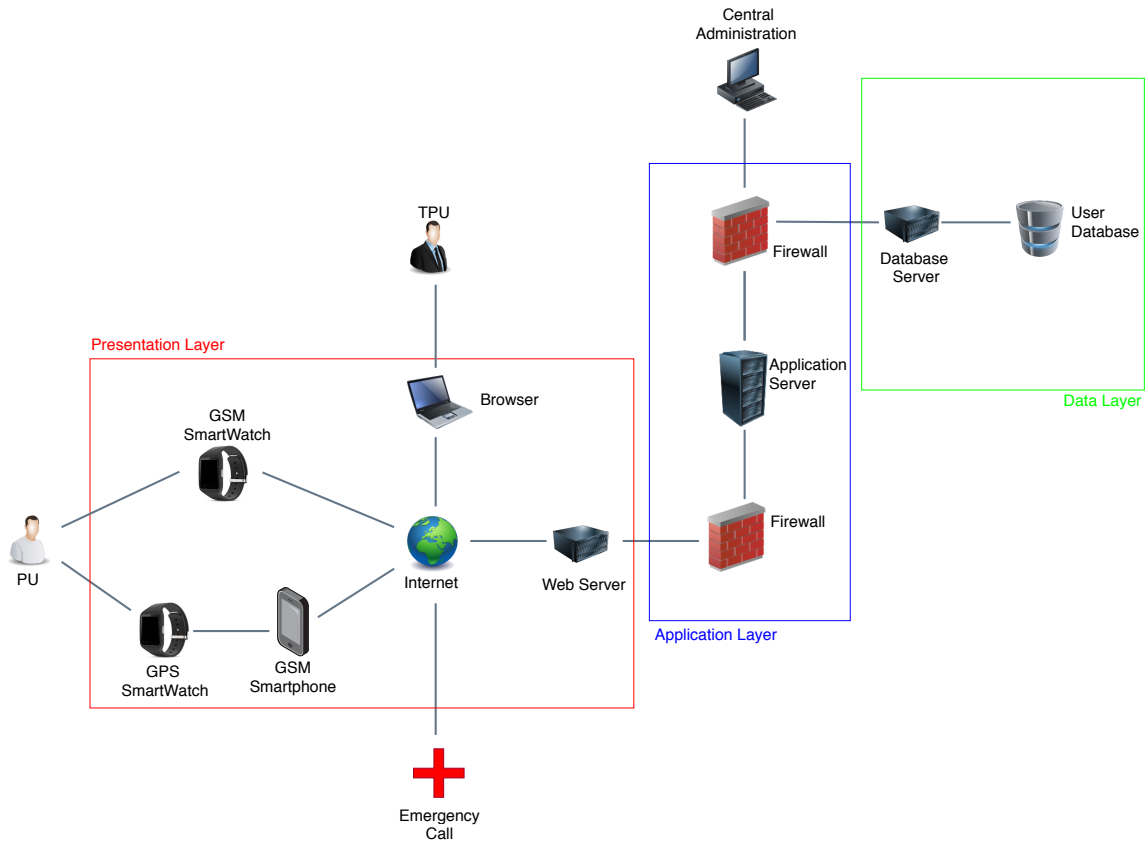 Central
Administration
TPU
Firewall
Database
Server
User
Database
Presentation Layer
Application
Server
Browser
Data Layer
GSM
SmartWatch
Firewall
PU
Internet
Web Server
Application Layer
GPS
SmartWatch
GSM
Smartphone
Emergency
Call